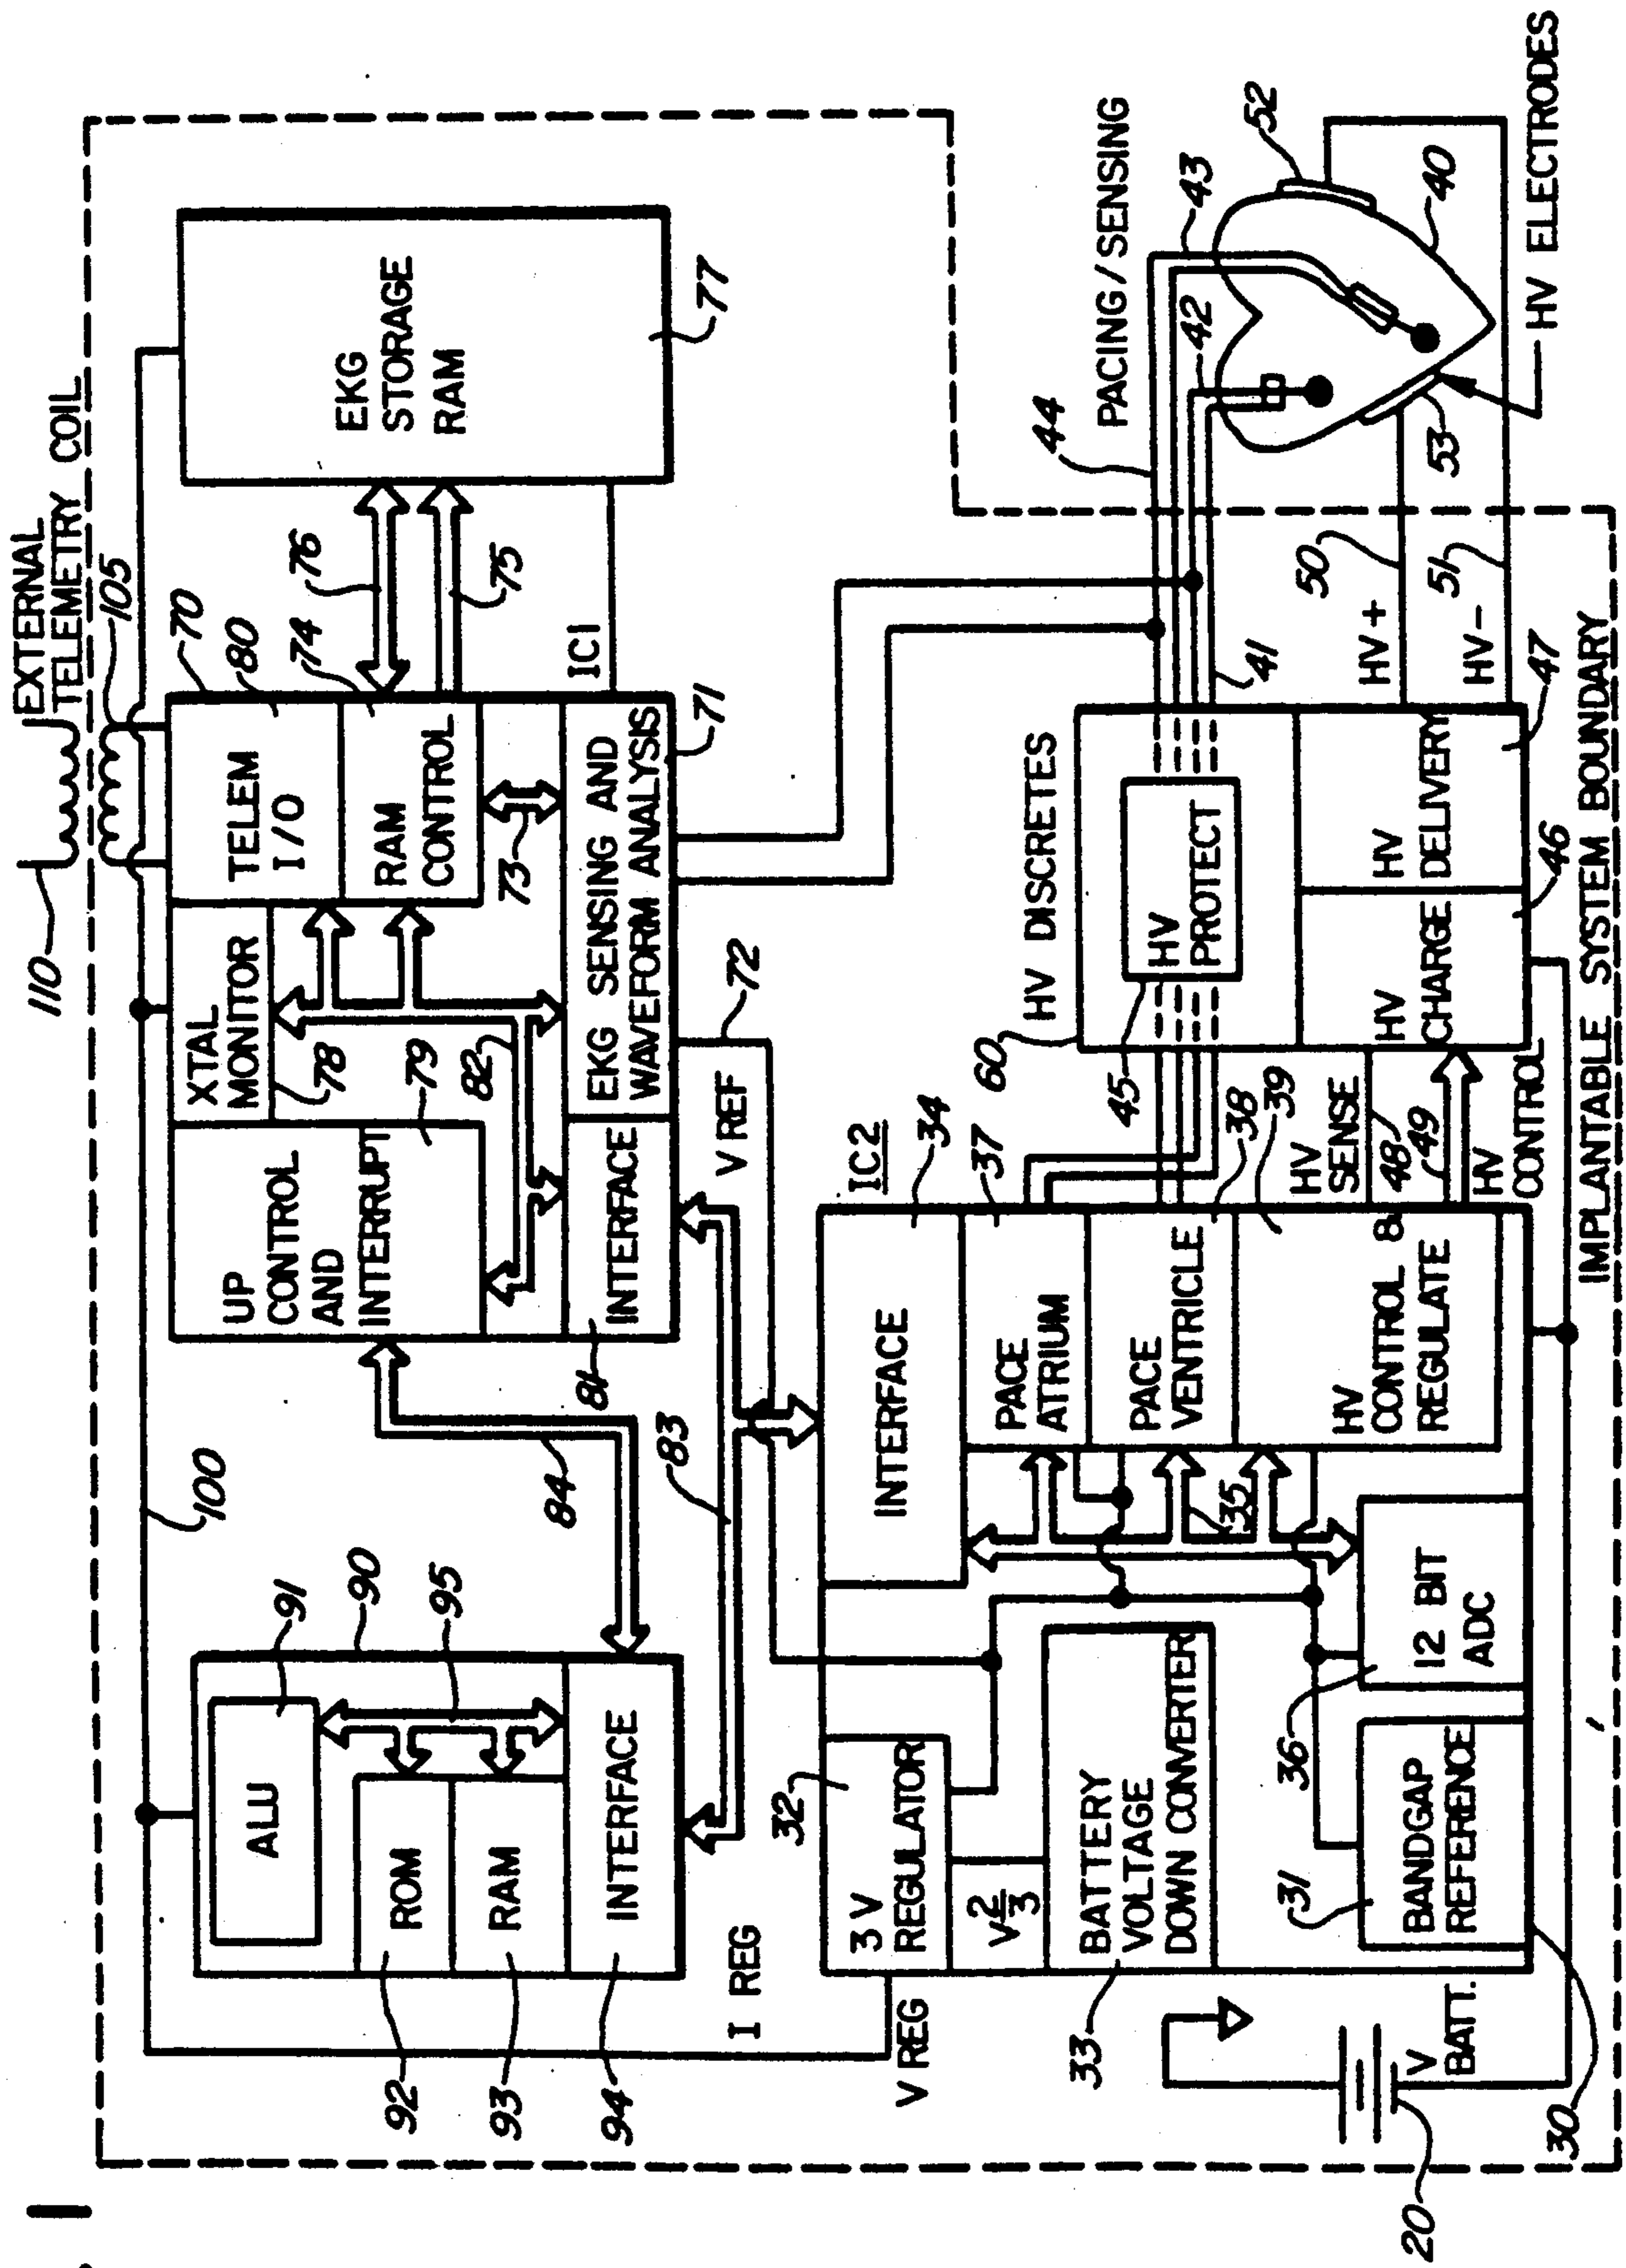 EXTERNAL
TELEMETRY COIL
110
105
100
ALU
91
90
95
ROM
92
RAM
93
INTERFACE
94
84
83
UP
CONTROL
AND
INTERRUPT
79
XTAL
MONITOR
78
82
TELEM
I/O
70
80
RAM
CONTROL
74
73
INTERFACE
81
EKG SENSING AND
WAVEFORM ANALYSIS
71
IC1
76
75
EKG
STORAGE
RAM
77
V REF
72
I REG
V REG
3 V
REGULATOR
32
V 2/3
BATTERY
VOLTAGE
DOWN CONVERTER
33
BANDGAP
REFERENCE
31
12 BIT
ADC
36
IC2
INTERFACE
34
PACE
ATRIUM
37
PACE
VENTRICLE
38
35
HV
CONTROL &
REGULATE
39
V
BATT.
20
30
HV DISCRETES
60
HV
PROTECT
45
HV
SENSE
48
49
HV
CONTROL
HV
CHARGE
46
HV
DELIVERY
47
41
HV+
50
HV-
51
44
PACING/SENSING
42
43
52
40
53
HV ELECTRODES
IMPLANTABLE SYSTEM BOUNDARY